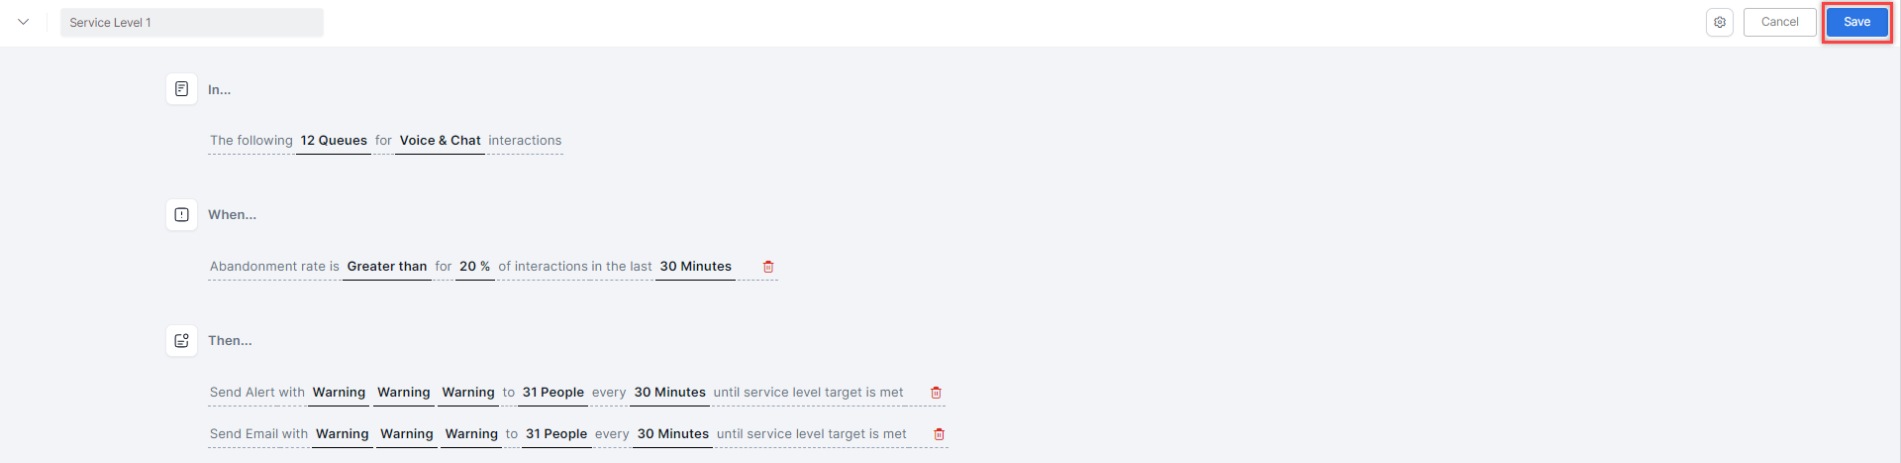 Service Level 1
Cancel
Save
In...
The following 12 Queues for Voice & Chat interactions
When...
Abandonment rate is Greater than for 20 % of interactions in the last 30 Minutes
Then...
Send Alert with Warning Warning Warning to 31 People every 30 Minutes until service level target is met
Send Email with Warning Warning Warning to 31 People every 30 Minutes until service level target is met